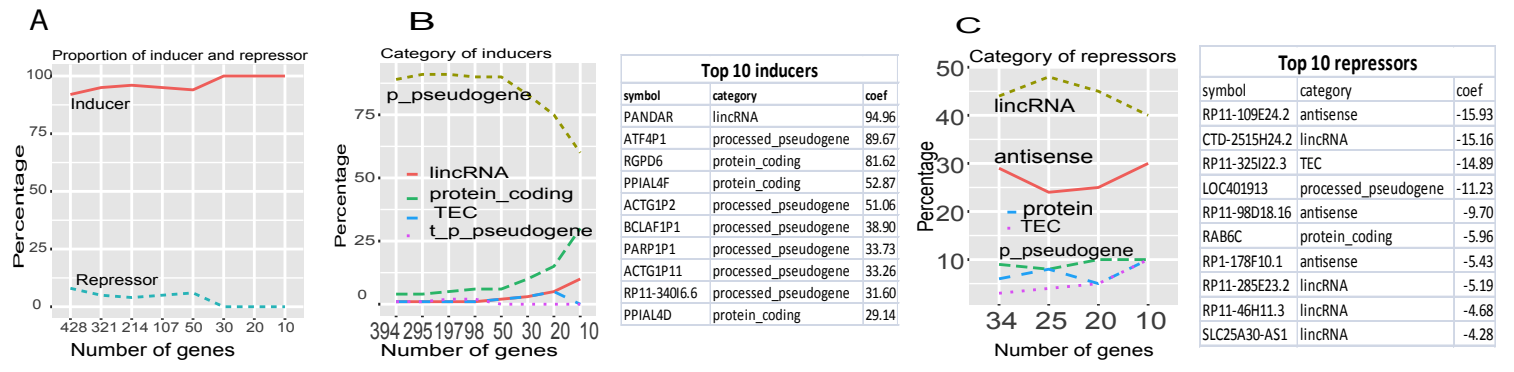 A
Proportion of inducer and repressor
100
75
50
25
0
Inducer
Repressor
Percentage
428 321 214 107 50 30 20 10
Number of genes
B
Category of inducers
p_pseudogene
75
50
25
0
lincRNA
protein_coding
TEC
t_p_pseudogene
Percentage
394 295 197 98 50 30 20 10
Number of genes
Top 10 inducers
symbol category coef
PANDAR lincRNA 94.96
ATF4P1 processed_pseudogene 89.67
RGPD6 protein_coding 81.62
PPIAL4F protein_coding 52.87
ACTG1P2 processed_pseudogene 51.06
BCLAF1P1 processed_pseudogene 38.90
PARP1P1 processed_pseudogene 33.73
ACTG1P11 processed_pseudogene 33.26
RP11-340I6.6 processed_pseudogene 31.60
PPIAL4D protein_coding 29.14
C
Category of repressors
50
40
30
20
10
lincRNA
antisense
protein
TEC
p_pseudogene
Percentage
34 25 20 10
Number of genes
Top 10 repressors
symbol category coef
RP11-109E24.2 antisense -15.93
CTD-2515H24.2 lincRNA -15.16
RP11-325I22.3 TEC -14.89
LOC401913 processed_pseudogene -11.23
RP11-98D18.16 antisense -9.70
RAB6C protein_coding -5.96
RP1-178F10.1 antisense -5.43
RP11-285E23.2 lincRNA -5.19
RP11-46H11.3 lincRNA -4.68
SLC25A30-AS1 lincRNA -4.28